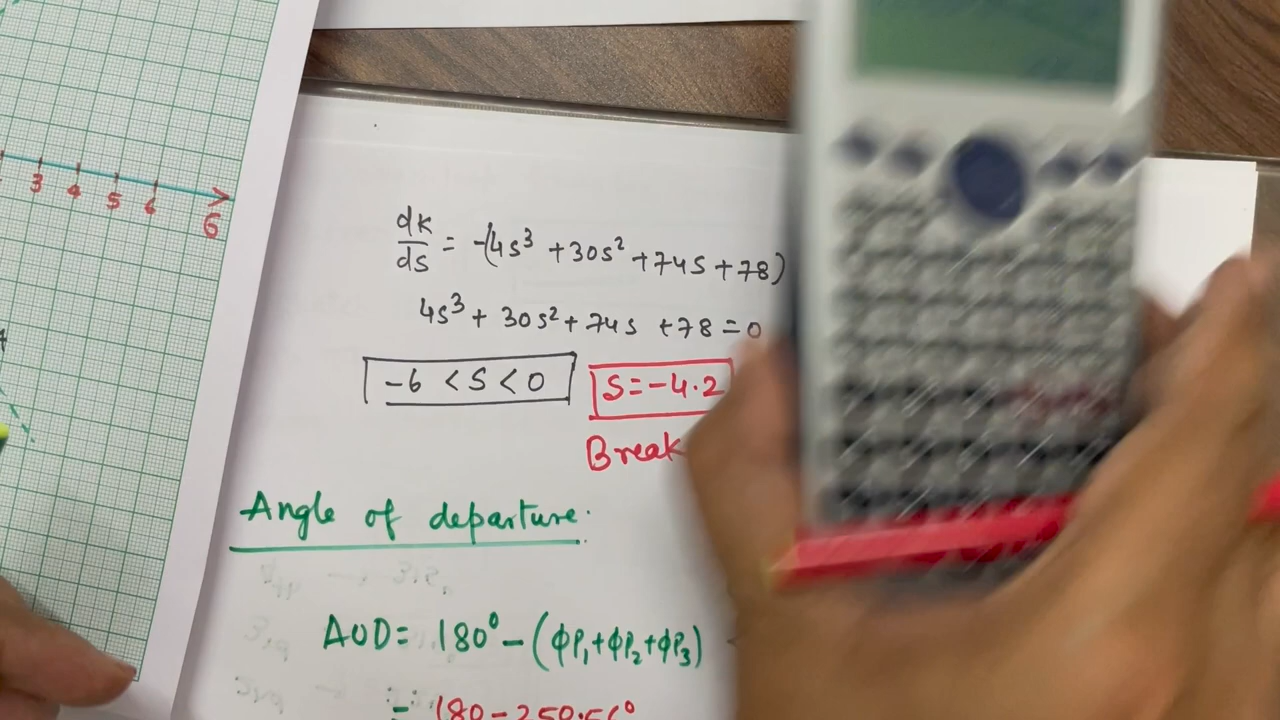 3 4 5 6
6
dk/ds = -(4s³ + 30s² + 74s + 78)
4s³ + 30s² + 74s + 78 = 0
-6 < S < 0 S = -4.2
Break
Angle of departure:
AOD = 180° - (ϕP₁ + ϕP₂ + ϕP₃)
= 180 - 250.56°